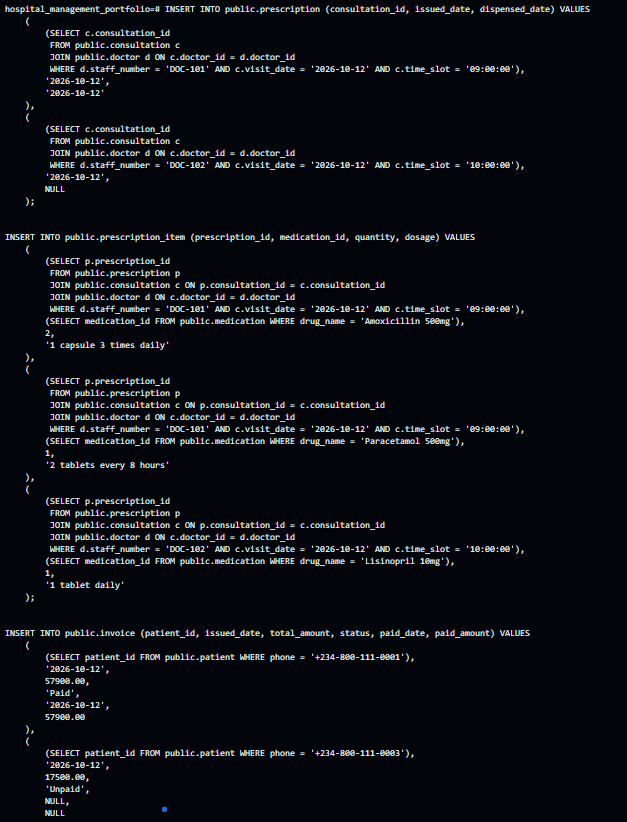 hospital_management_portfolio=# INSERT INTO public.prescription (consultation_id, issued_date, dispensed_date) VALUES
    (
        (SELECT c.consultation_id
         FROM public.consultation c
         JOIN public.doctor d ON c.doctor_id = d.doctor_id
         WHERE d.staff_number = 'DOC-101' AND c.visit_date = '2026-10-12' AND c.time_slot = '09:00:00'),
        '2026-10-12',
        '2026-10-12'
    ),
    (
        (SELECT c.consultation_id
         FROM public.consultation c
         JOIN public.doctor d ON c.doctor_id = d.doctor_id
         WHERE d.staff_number = 'DOC-102' AND c.visit_date = '2026-10-12' AND c.time_slot = '10:00:00'),
        '2026-10-12',
        NULL
    );

INSERT INTO public.prescription_item (prescription_id, medication_id, quantity, dosage) VALUES
    (
        (SELECT p.prescription_id
         FROM public.prescription p
         JOIN public.consultation c ON p.consultation_id = c.consultation_id
         JOIN public.doctor d ON c.doctor_id = d.doctor_id
         WHERE d.staff_number = 'DOC-101' AND c.visit_date = '2026-10-12' AND c.time_slot = '09:00:00'),
        (SELECT medication_id FROM public.medication WHERE drug_name = 'Amoxicillin 500mg'),
        2,
        '1 capsule 3 times daily'
    ),
    (
        (SELECT p.prescription_id
         FROM public.prescription p
         JOIN public.consultation c ON p.consultation_id = c.consultation_id
         JOIN public.doctor d ON c.doctor_id = d.doctor_id
         WHERE d.staff_number = 'DOC-101' AND c.visit_date = '2026-10-12' AND c.time_slot = '09:00:00'),
        (SELECT medication_id FROM public.medication WHERE drug_name = 'Paracetamol 500mg'),
        1,
        '2 tablets every 8 hours'
    ),
    (
        (SELECT p.prescription_id
         FROM public.prescription p
         JOIN public.consultation c ON p.consultation_id = c.consultation_id
         JOIN public.doctor d ON c.doctor_id = d.doctor_id
         WHERE d.staff_number = 'DOC-102' AND c.visit_date = '2026-10-12' AND c.time_slot = '10:00:00'),
        (SELECT medication_id FROM public.medication WHERE drug_name = 'Lisinopril 10mg'),
        1,
        '1 tablet daily'
    );

INSERT INTO public.invoice (patient_id, issued_date, total_amount, status, paid_date, paid_amount) VALUES
    (
        (SELECT patient_id FROM public.patient WHERE phone = '+234-800-111-0001'),
        '2026-10-12',
        57900.00,
        'Paid',
        '2026-10-12',
        57900.00
    ),
    (
        (SELECT patient_id FROM public.patient WHERE phone = '+234-800-111-0003'),
        '2026-10-12',
        17500.00,
        'Unpaid',
        NULL,
        NULL